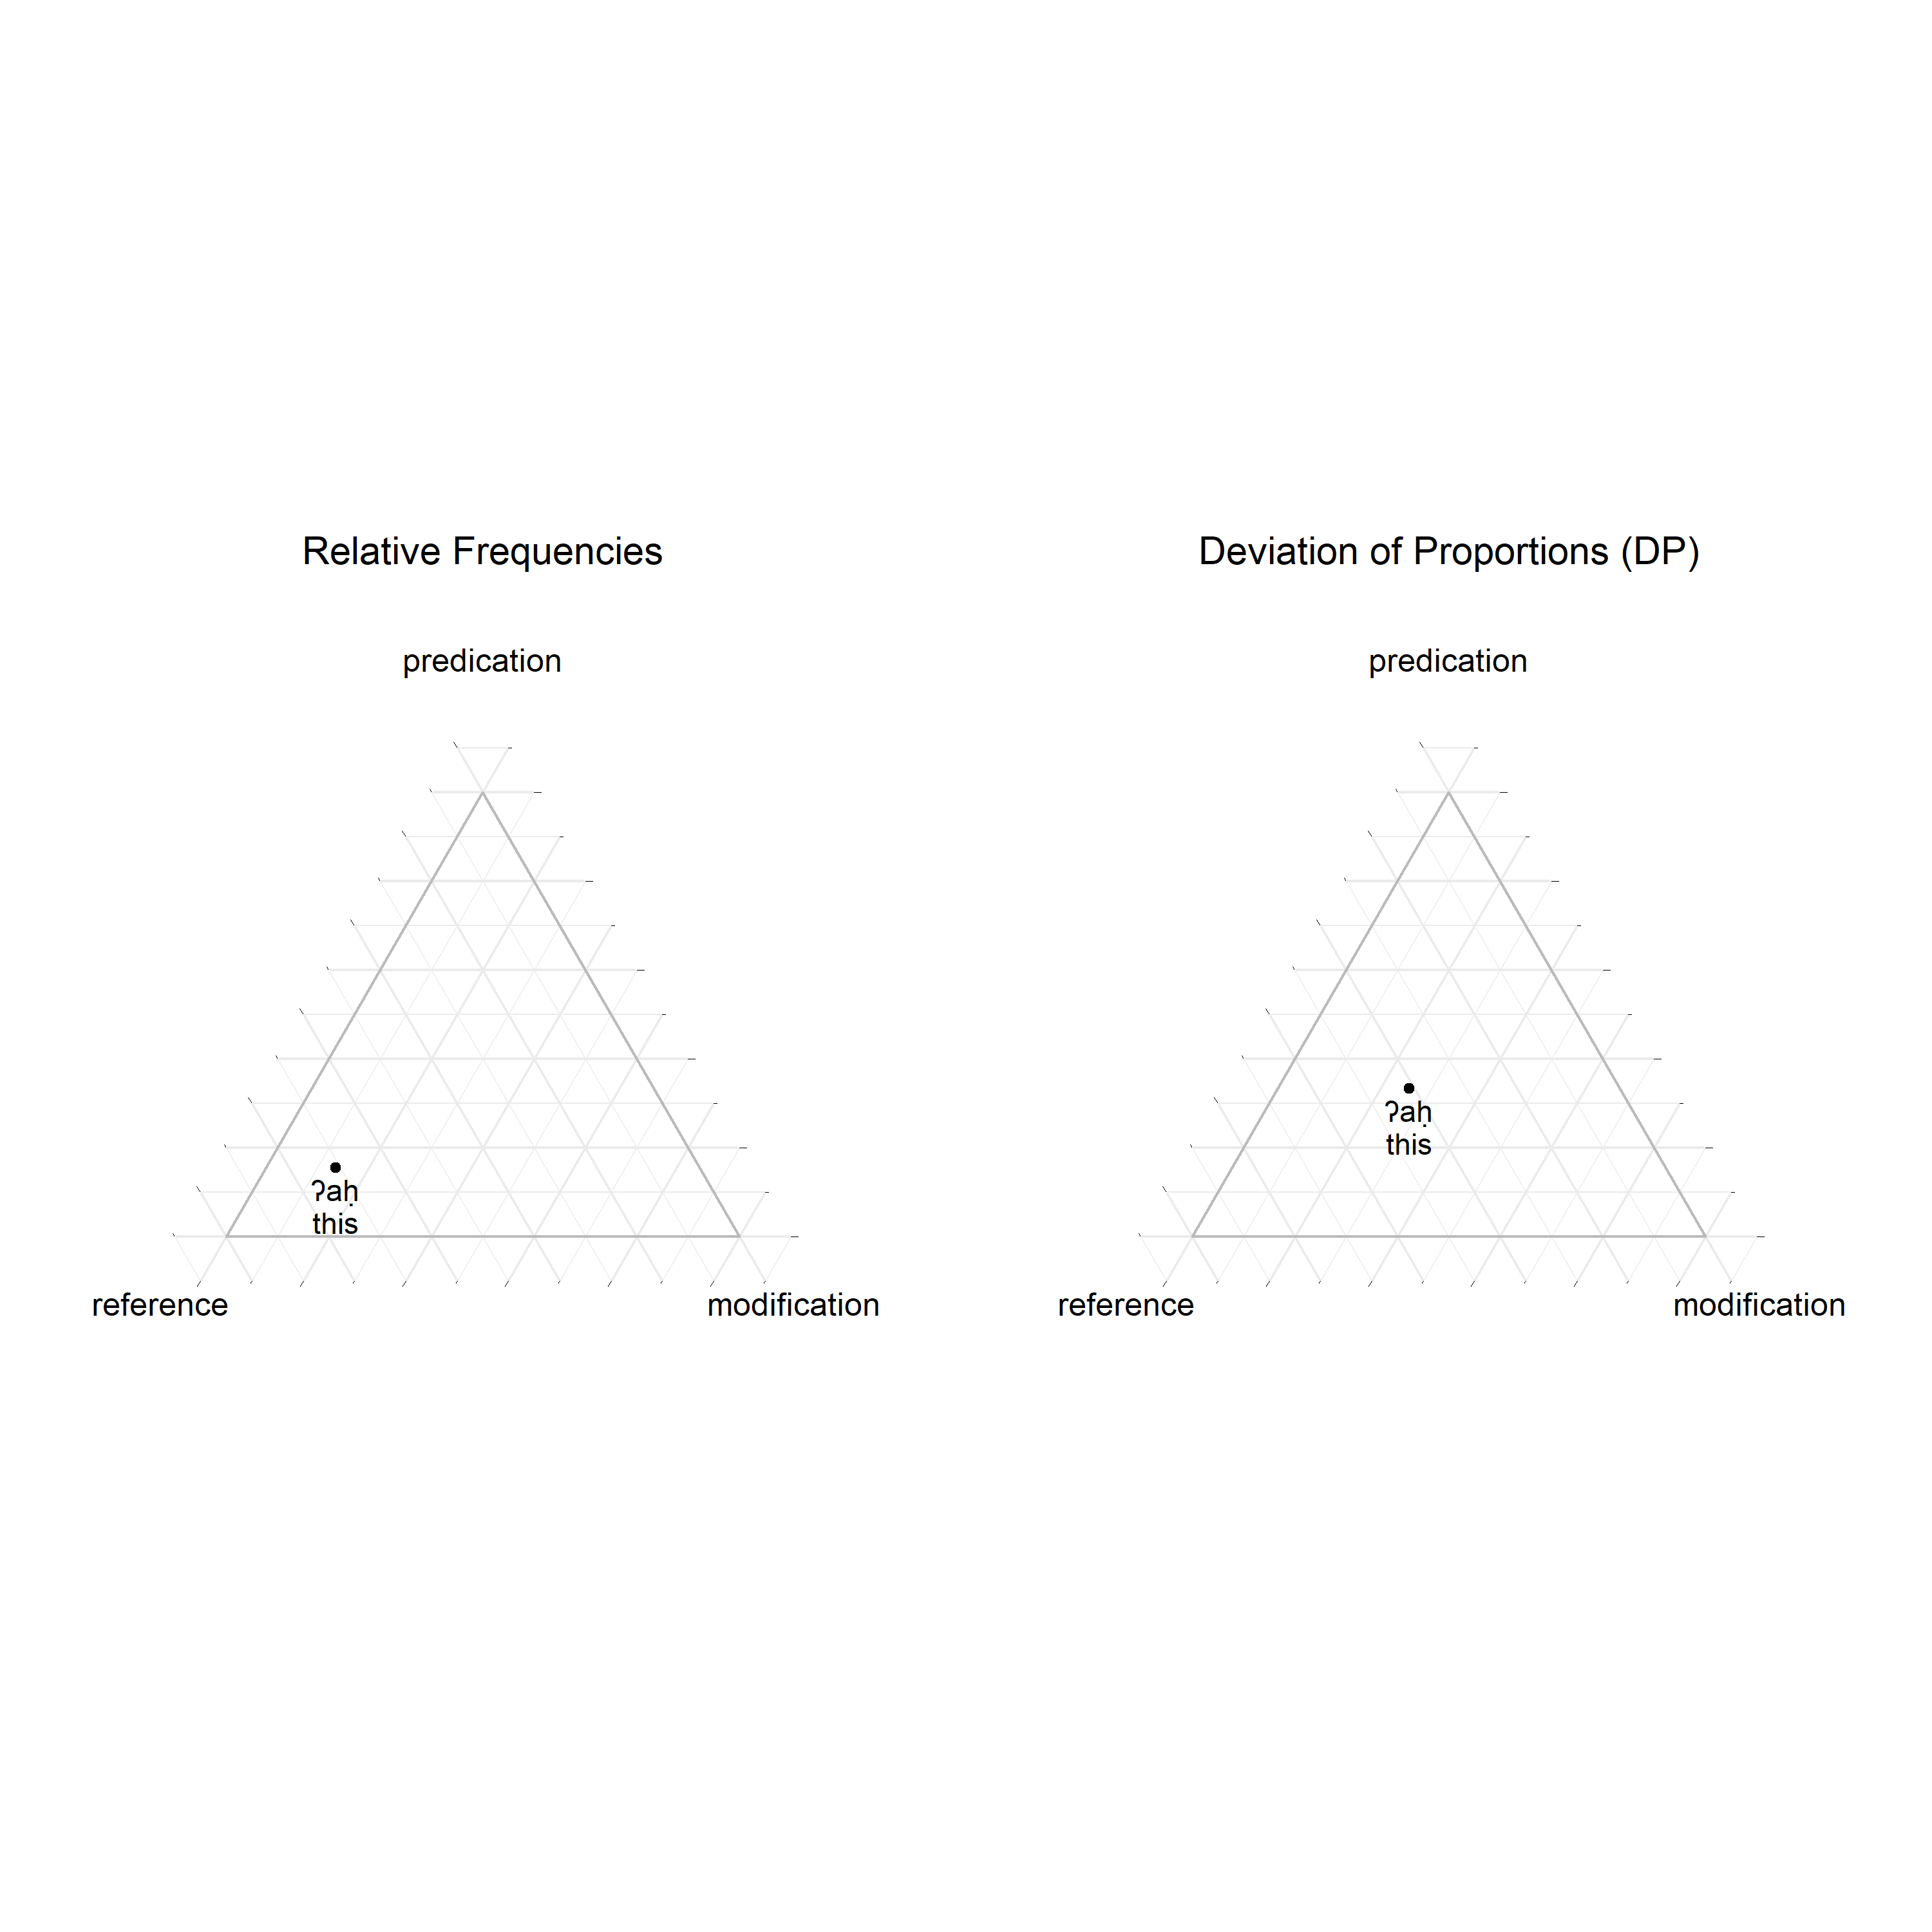 Relative Frequencies
predication
ʔaḥ
this
reference
modification
Deviation of Proportions (DP)
predication
ʔaḥ
this
reference
modification